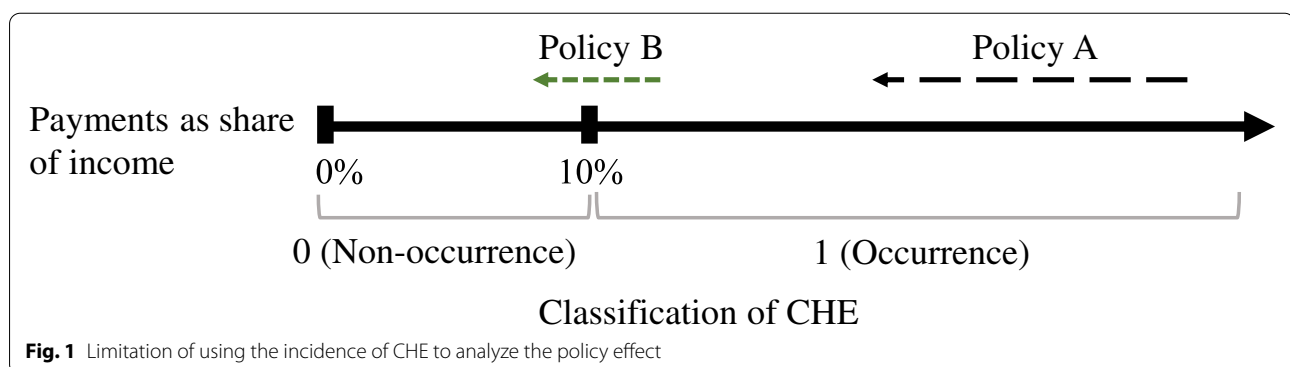 Policy B
Policy A
Payments as share
of income
0%
10%
0 (Non-occurrence)
1 (Occurrence)
Classification of CHE
Fig. 1 Limitation of using the incidence of CHE to analyze the policy effect